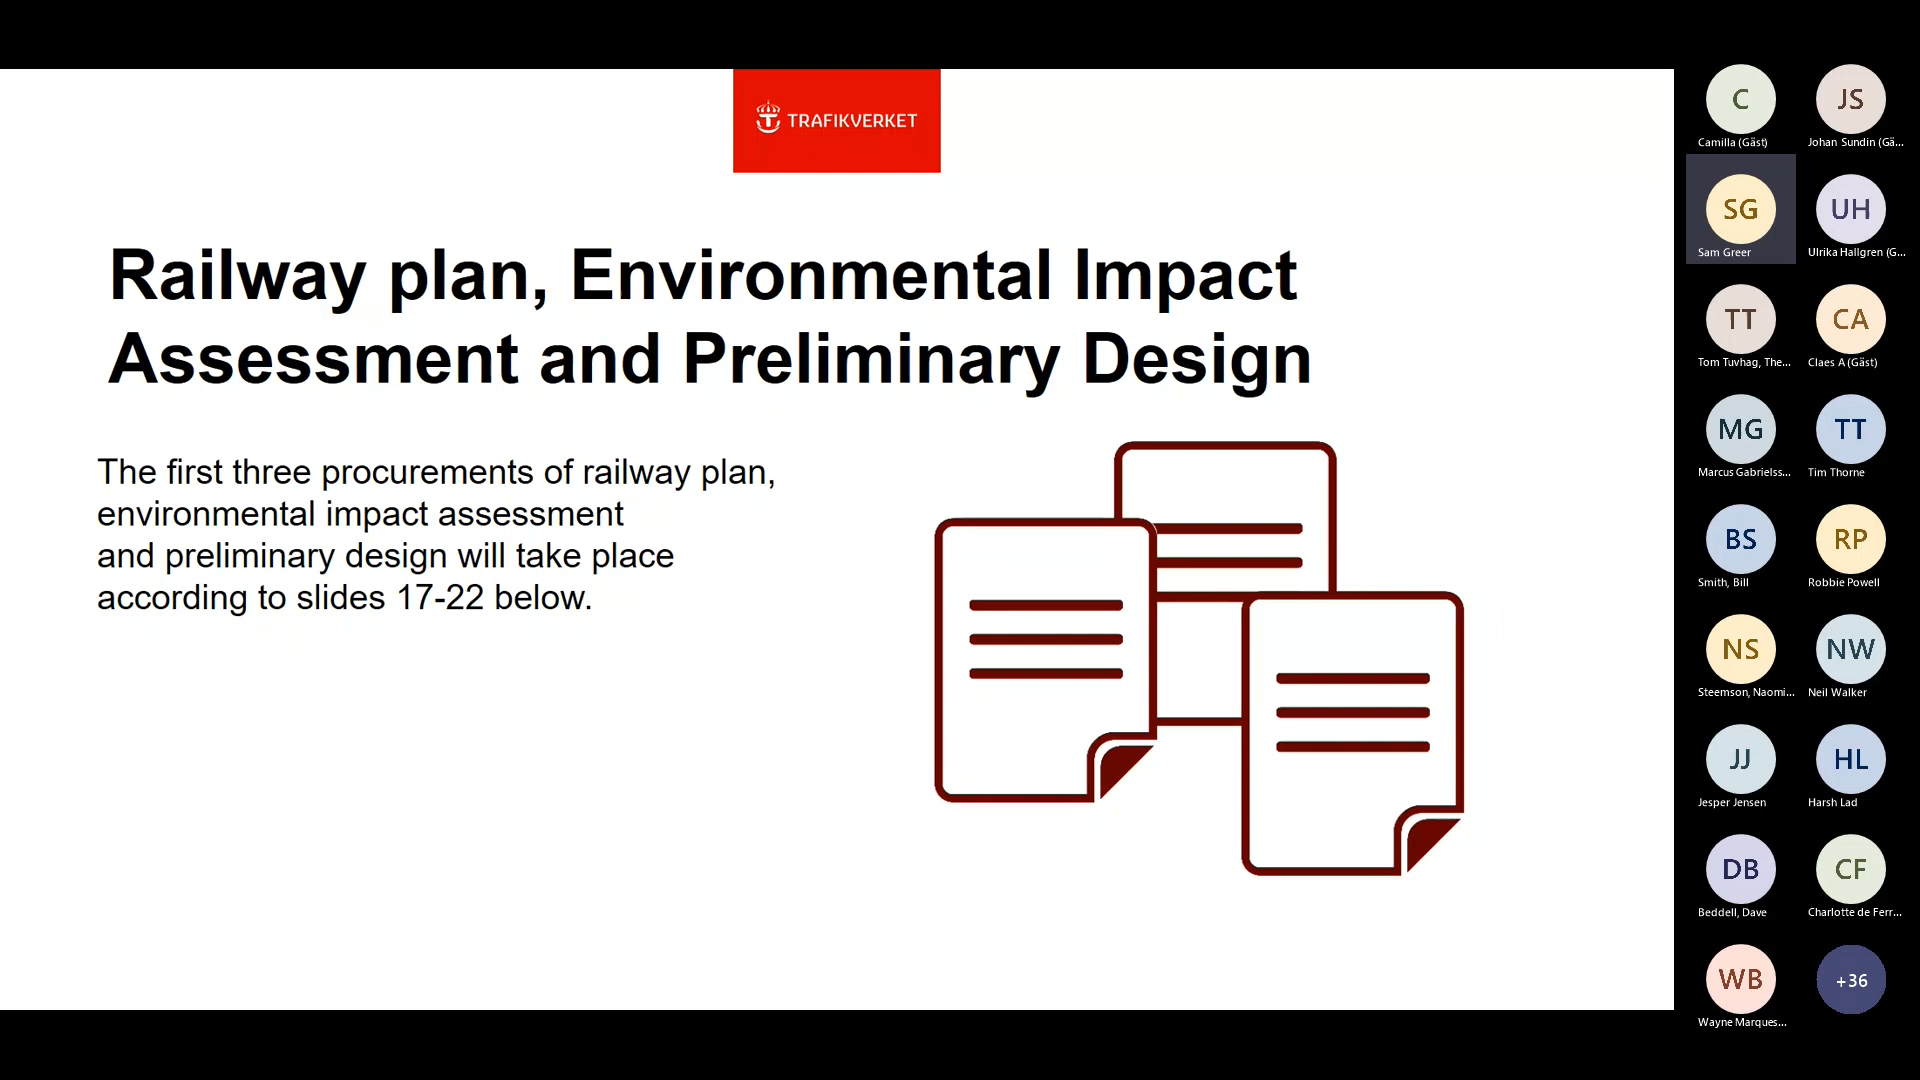 TRAFIKVERKET
Railway plan, Environmental Impact
Assessment and Preliminary Design
The first three procurements of railway plan,
environmental impact assessment
and preliminary design will take place
according to slides 17-22 below.
C
Camilla (Gäst)
JS
Johan Sundin (Gä...
SG
Sam Greer
UH
Ulrika Hallgren (G...
TT
Tom Tuvhag, The...
CA
Claes A (Gäst)
MG
Marcus Gabrielss...
TT
Tim Thorne
BS
Smith, Bill
RP
Robbie Powell
NS
Steemson, Naomi...
NW
Neil Walker
JJ
Jesper Jensen
HL
Harsh Lad
DB
Beddell, Dave
CF
Charlotte de Ferr...
WB
Wayne Marques...
+36